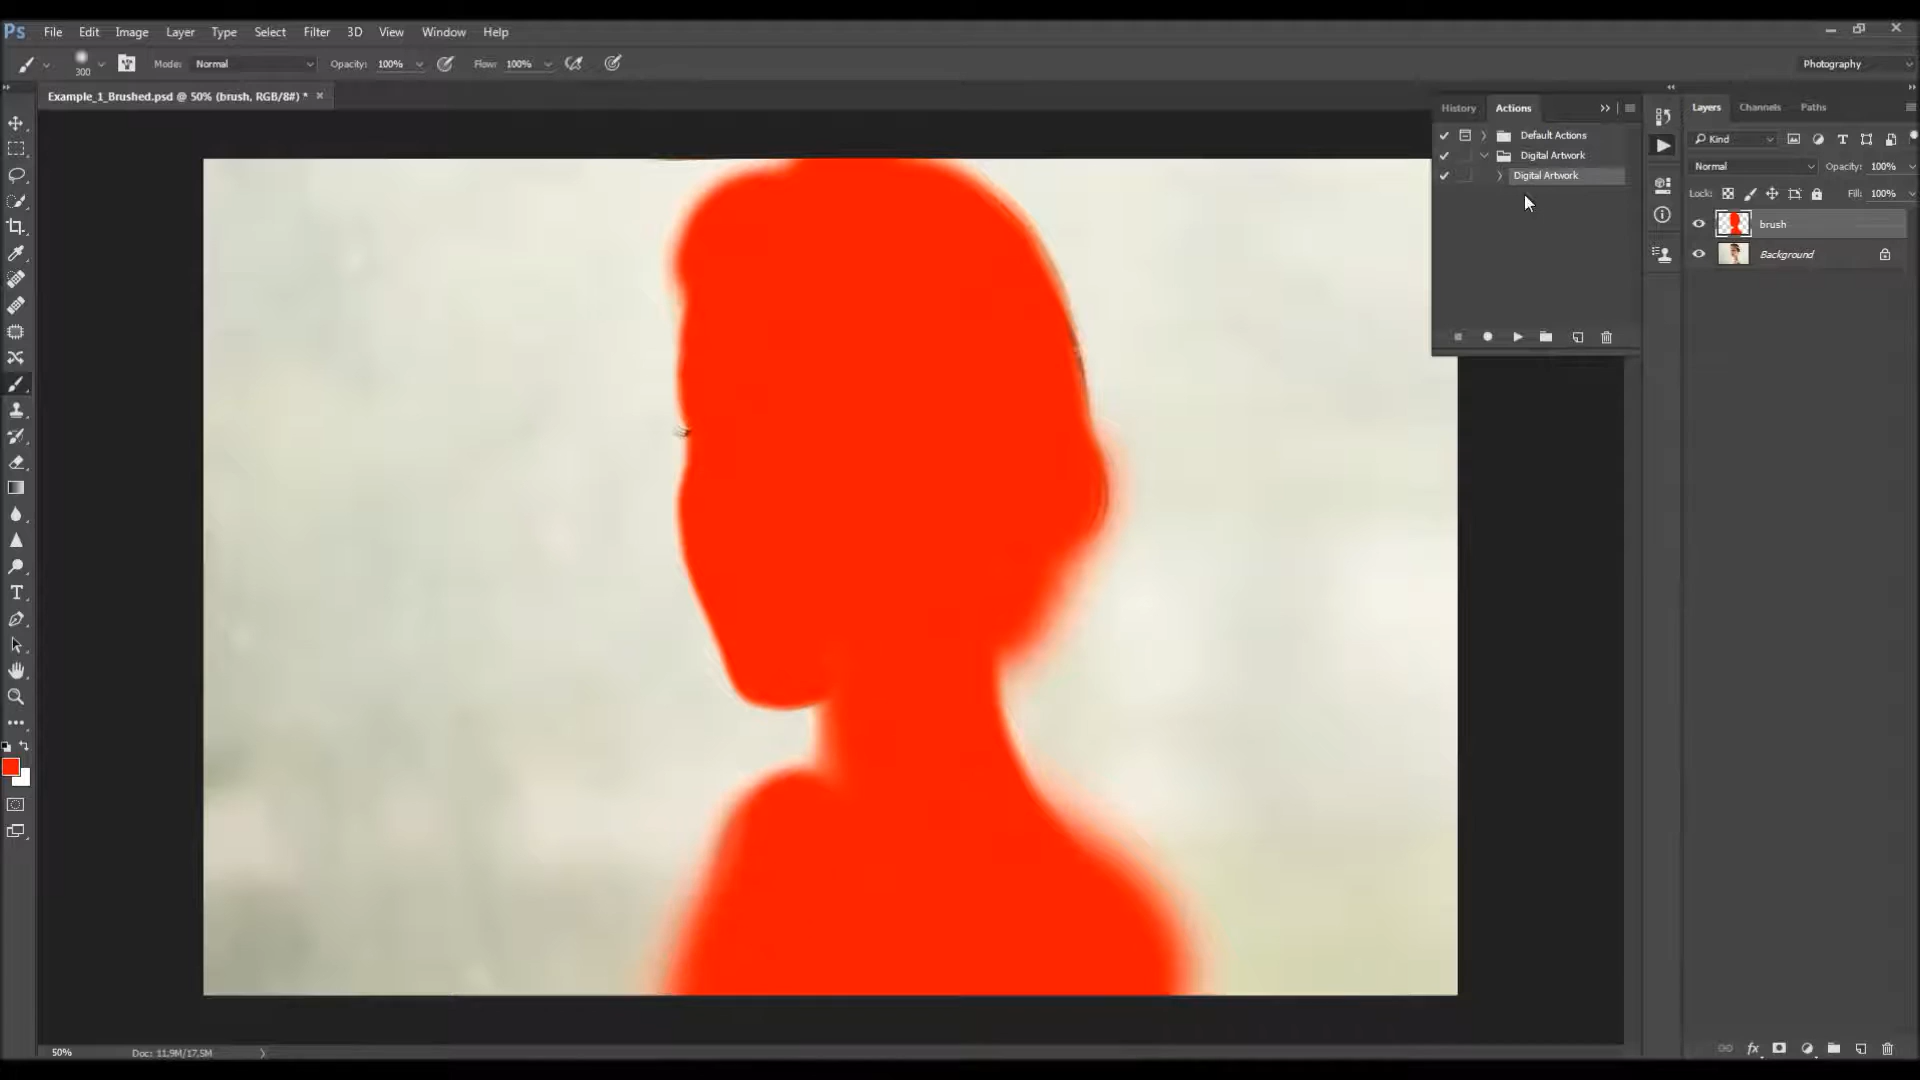 Ps File Edit Image Layer Type Select Filter 3D View Window Help
300 Mode: Normal Opacity: 100% Flow: 100% Photography
Example_1_Brushed.psd @ 50% (brush, RGB/8#) * ×
History Actions
Default Actions
Digital Artwork
Digital Artwork
Layers Channels Paths
Kind
Normal Opacity: 100%
Lock: Fill: 100%
brush
Background
50% Doc: 11,9M/17,5M